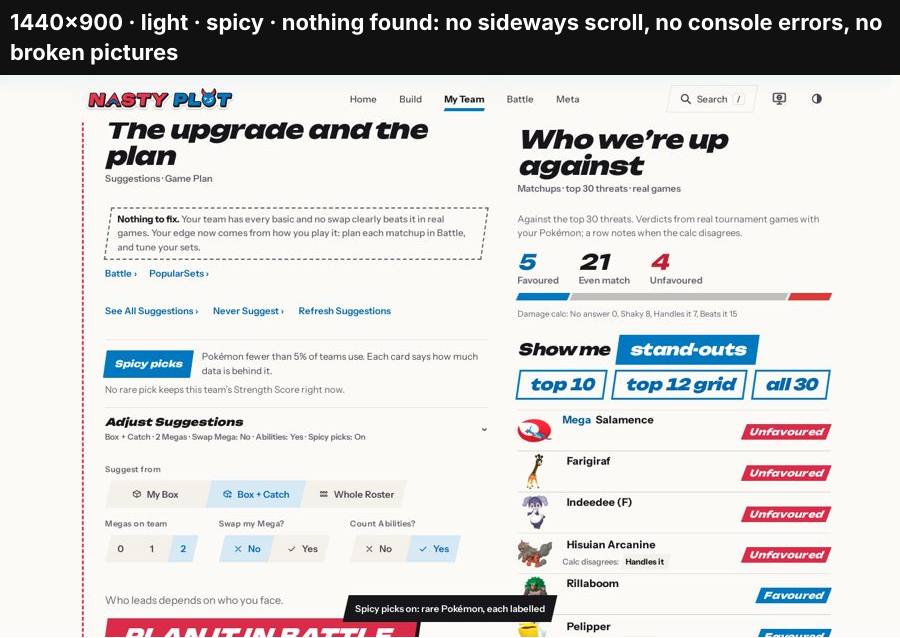 1440×900 · light · spicy · nothing found: no sideways scroll, no console errors, no
broken pictures
NASTY PLOT
Home Build My Team Battle Meta
Search /
The upgrade and the
plan
Suggestions · Game Plan
Nothing to fix. Your team has every basic and no swap clearly beats it in real
games. Your edge now comes from how you play it: plan each matchup in Battle,
and tune your sets.
Battle › PopularSets ›
See All Suggestions › Never Suggest › Refresh Suggestions
Spicy picks
Pokémon fewer than 5% of teams use. Each card says how much
data is behind it.
No rare pick keeps this team's Strength Score right now.
Adjust Suggestions
Box + Catch · 2 Megas · Swap Mega: No · Abilities: Yes · Spicy picks: On
Suggest from
My Box Box + Catch Whole Roster
Megas on team Swap my Mega? Count Abilities?
0 1 2 No Yes No Yes
Who leads depends on who you face.
PLAN IT IN BATTLE
Who we're up
against
Matchups · top 30 threats · real games
Against the top 30 threats. Verdicts from real tournament games with
your Pokémon; a row notes when the calc disagrees.
5 21 4
Favoured Even match Unfavoured
Damage calc: No answer 0, Shaky 8, Handles it 7, Beats it 15
Show me stand-outs
top 10 top 12 grid all 30
Mega Salamence
Unfavoured
Farigiraf
Unfavoured
Indeedee (F)
Unfavoured
Hisuian Arcanine
Calc disagrees: Handles it
Unfavoured
Rillaboom
Favoured
Pelipper
Favoured
Spicy picks on: rare Pokémon, each labelled